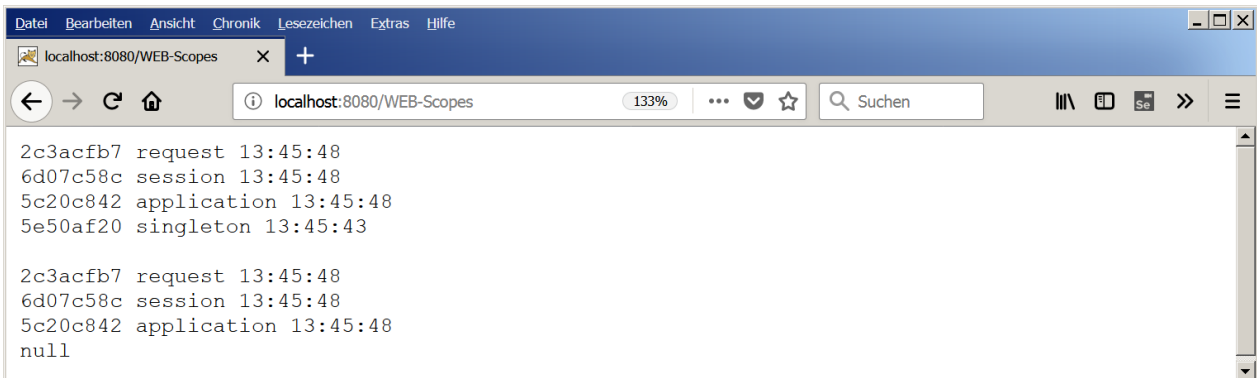 Datei Bearbeiten Ansicht Chronik Lesezeichen Extras Hilfe
localhost:8080/WEB-Scopes
localhost:8080/WEB-Scopes 133% Suchen Se
2c3acfb7 request 13:45:48
6d07c58c session 13:45:48
5c20c842 application 13:45:48
5e50af20 singleton 13:45:43
2c3acfb7 request 13:45:48
6d07c58c session 13:45:48
5c20c842 application 13:45:48
null